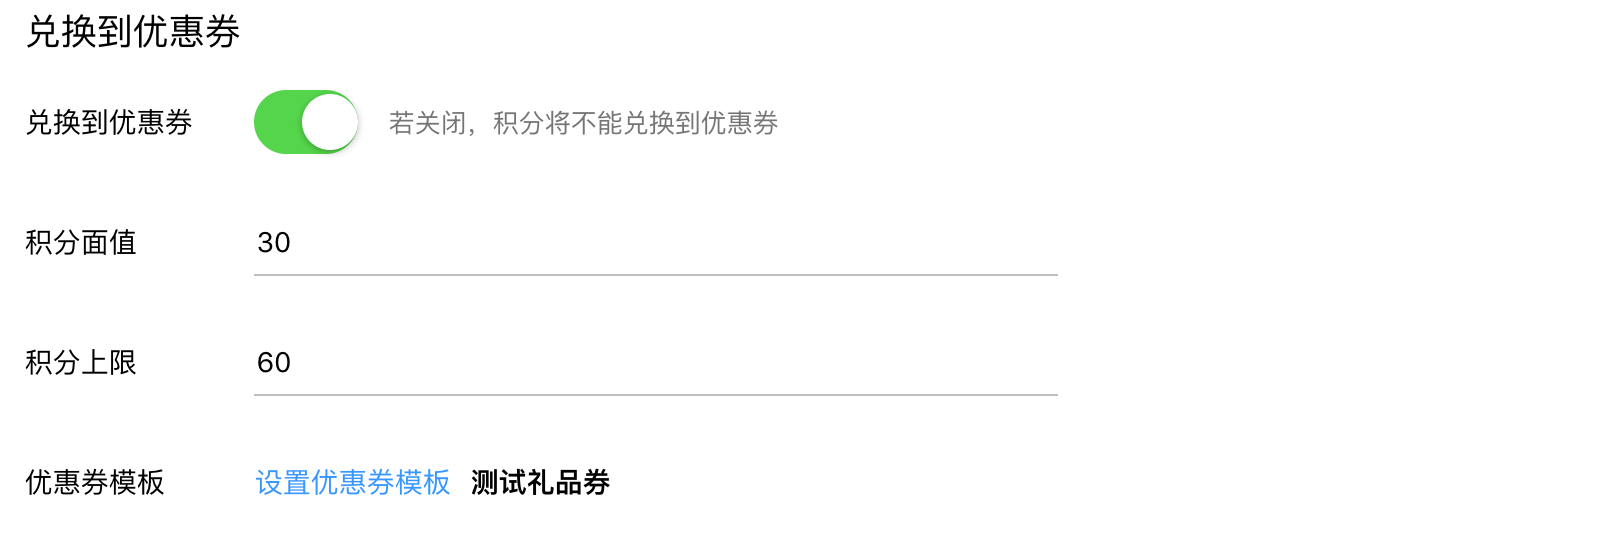 兑换到优惠券
兑换到优惠券 若关闭，积分将不能兑换到优惠券
积分面值 30
积分上限 60
优惠券模板 设置优惠券模板 测试礼品券